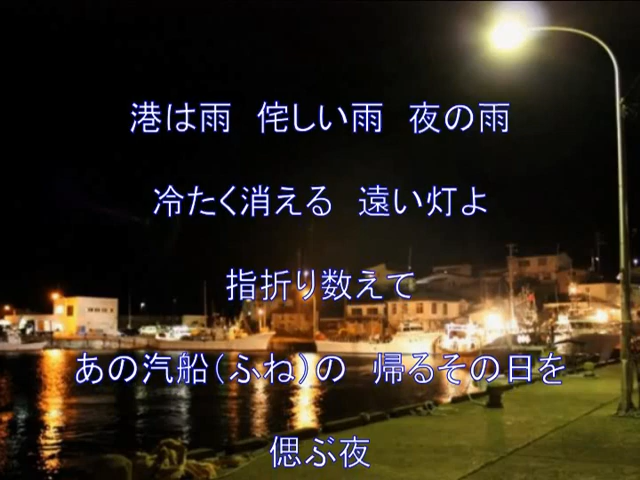 港は雨　侘しい雨　夜の雨
冷たく消える　遠い灯よ
指折り数えて
あの汽船（ふね）の　帰るその日を
偲ぶ夜